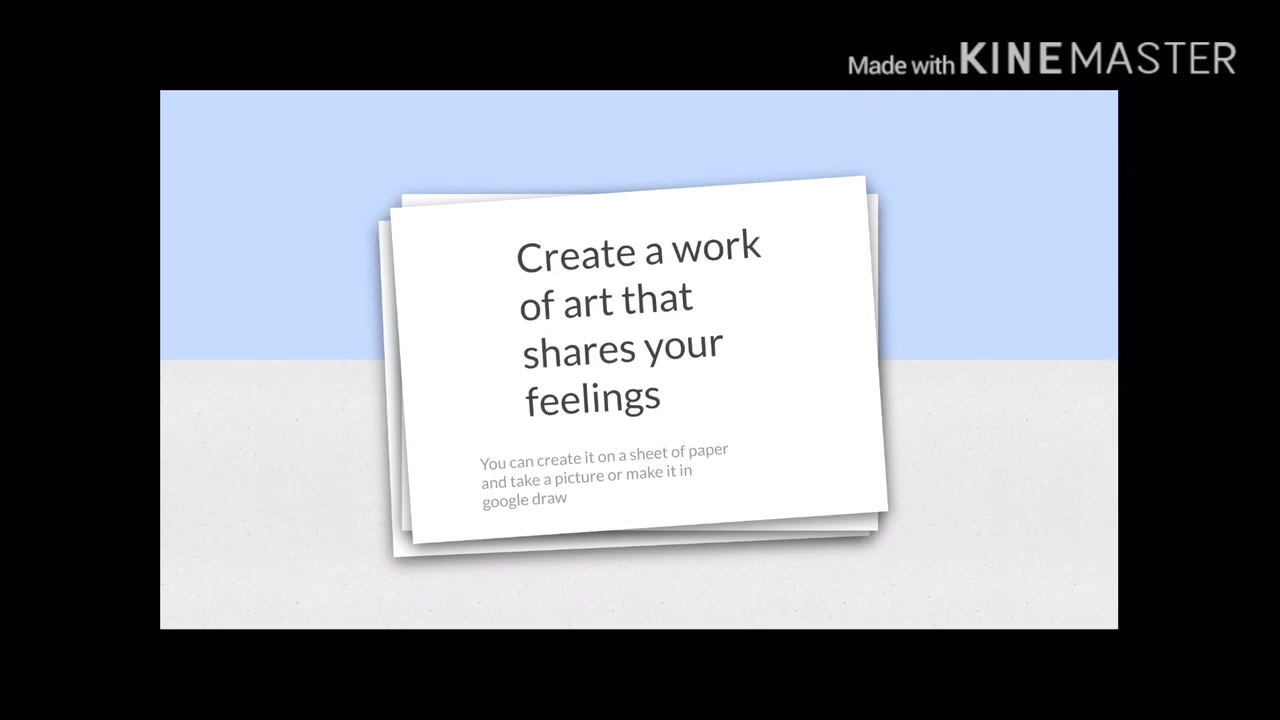 Made with KINEMASTER
Create a work
of art that
shares your
feelings
You can create it on a sheet of paper
and take a picture or make it in
google draw